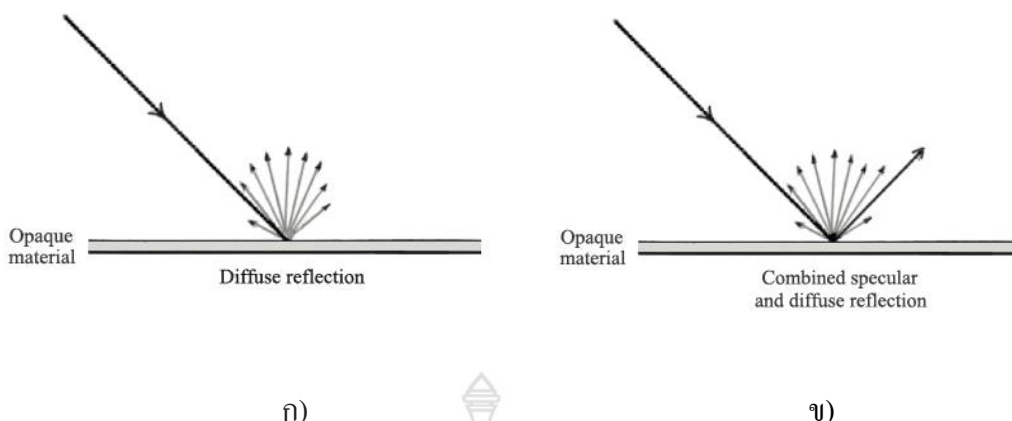 Opaque
material
Diffuse reflection
Opaque
material
Combined specular
and diffuse reflection
ก)
ข)